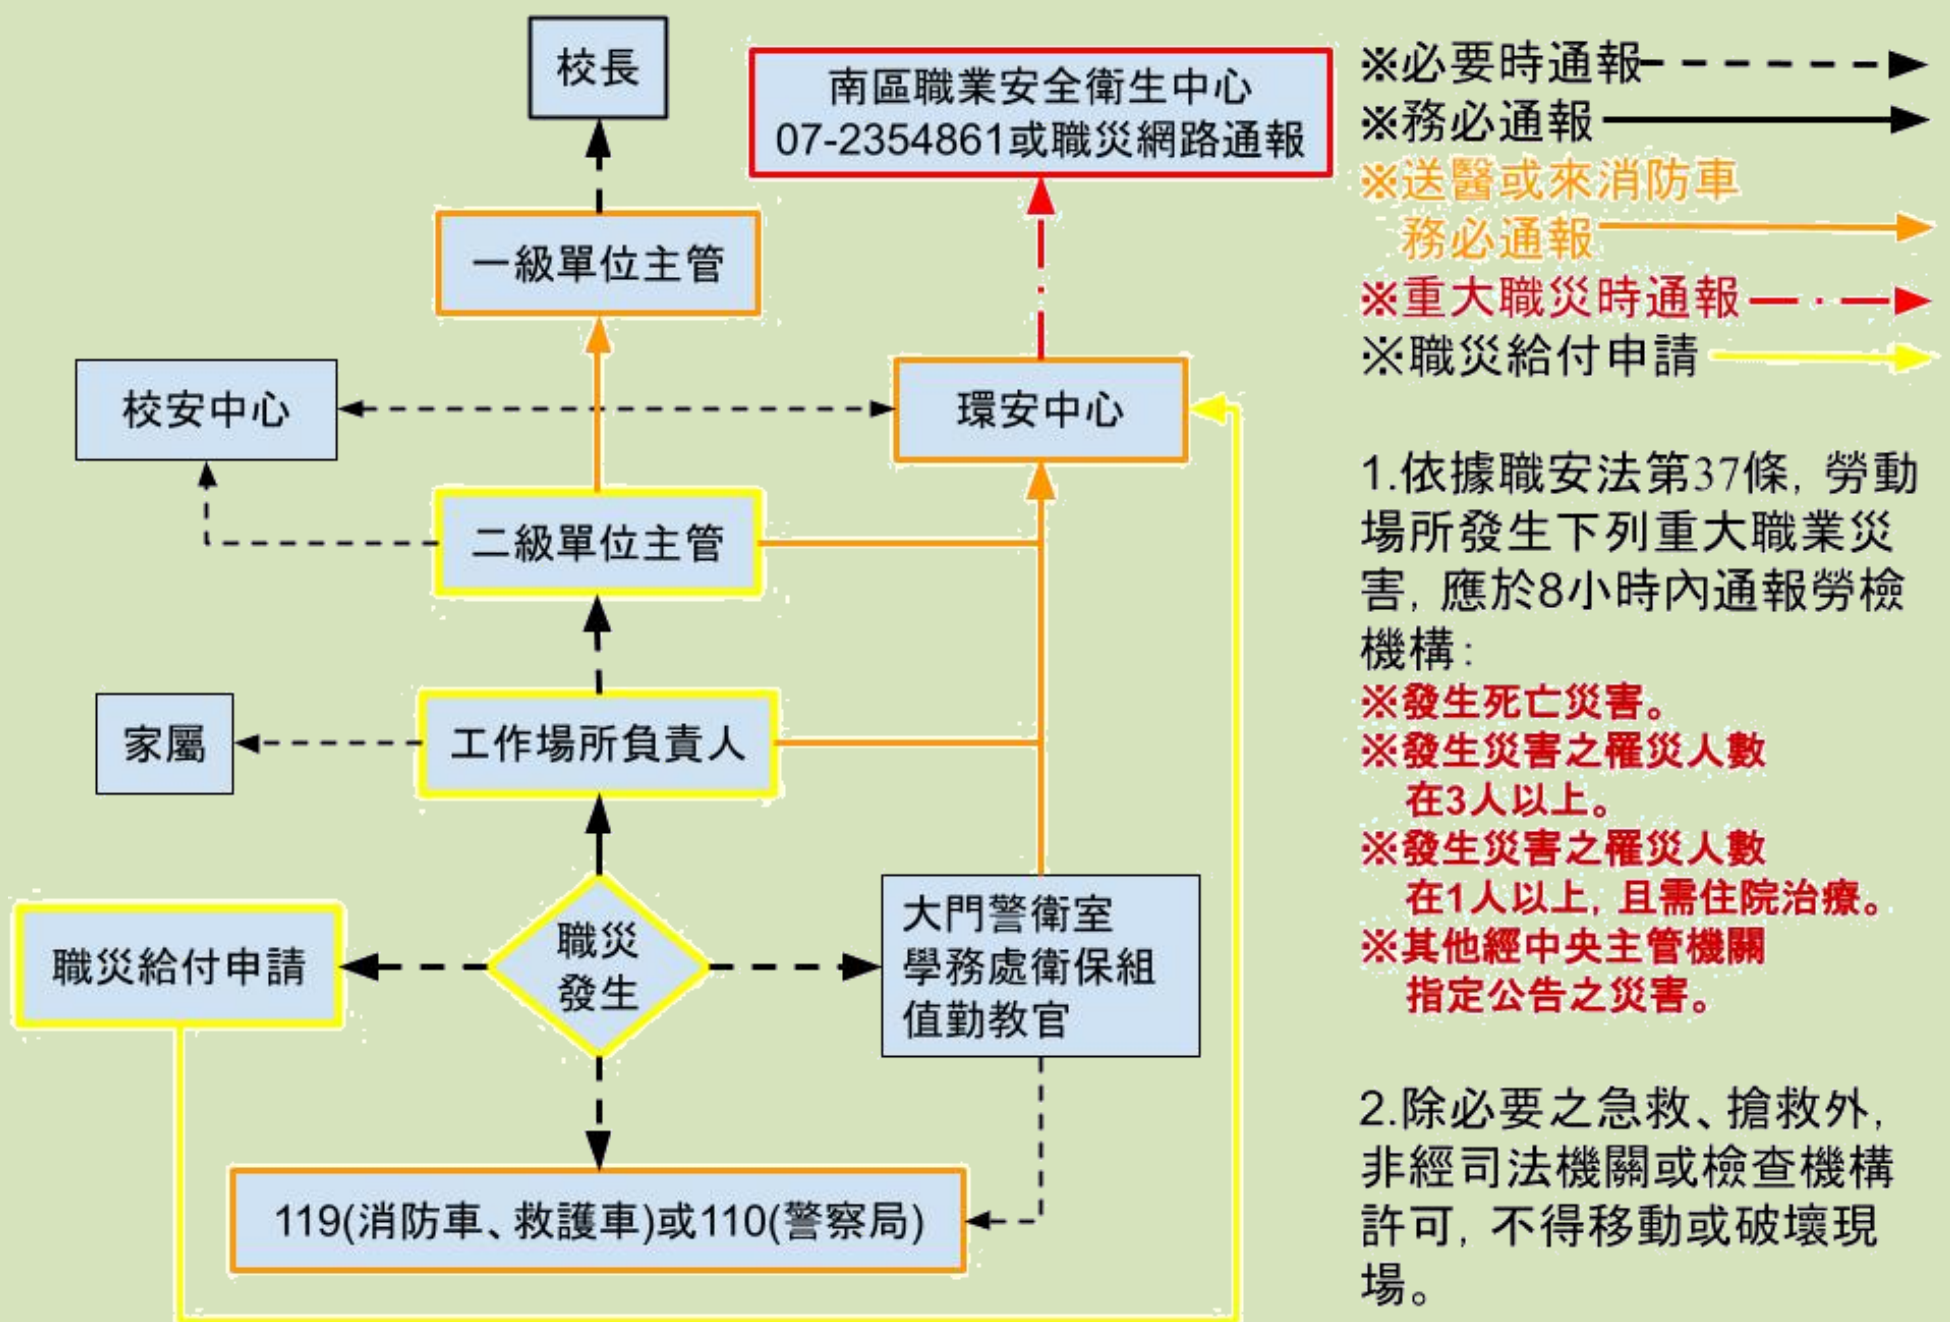 校長
南區職業安全衛生中心
07-2354861或職災網路通報
一級單位主管
校安中心
環安中心
二級單位主管
家屬
工作場所負責人
職災給付申請
職災
發生
大門警衛室
學務處衛保組
值勤教官
119(消防車、救護車)或110(警察局)
※必要時通報
※務必通報
※送醫或來消防車
務必通報
※重大職災時通報
※職災給付申請
1.依據職安法第37條, 勞動
場所發生下列重大職業災
害, 應於8小時內通報勞檢
機構:
※發生死亡災害。
※發生災害之罹災人數
在3人以上。
※發生災害之罹災人數
在1人以上, 且需住院治療。
※其他經中央主管機關
指定公告之災害。
2.除必要之急救、搶救外,
非經司法機關或檢查機構
許可, 不得移動或破壞現
場。